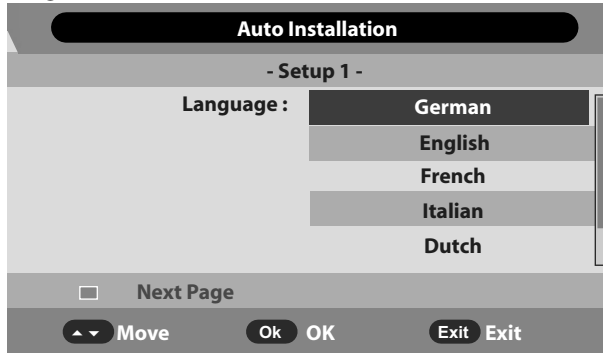 Auto Installation
- Setup 1 -
Language : German
English
French
Italian
Dutch
Next Page
Move Ok OK Exit Exit